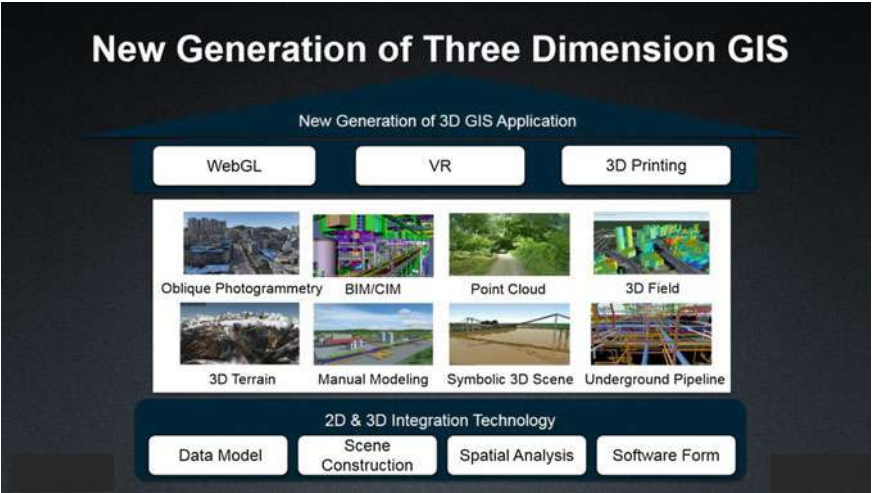 New Generation of Three Dimension GIS
New Generation of 3D GIS Application
WebGL
VR
3D Printing
Oblique Photogrammetry
BIM/CIM
Point Cloud
3D Field
3D Terrain
Manual Modeling
Symbolic 3D Scene
Underground Pipeline
2D & 3D Integration Technology
Data Model
Scene
Construction
Spatial Analysis
Software Form